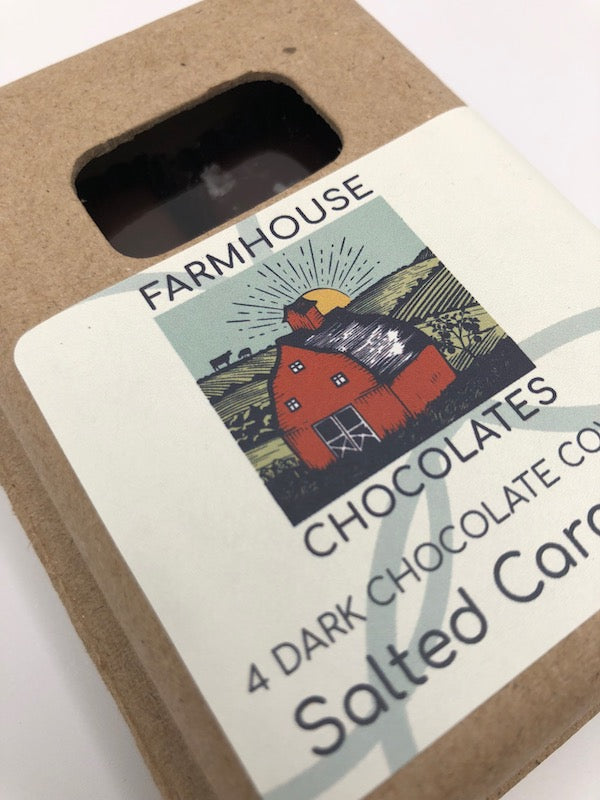 FARMHOUSE
CHOCOLATES
4 DARK CHOCOLATE
Salted